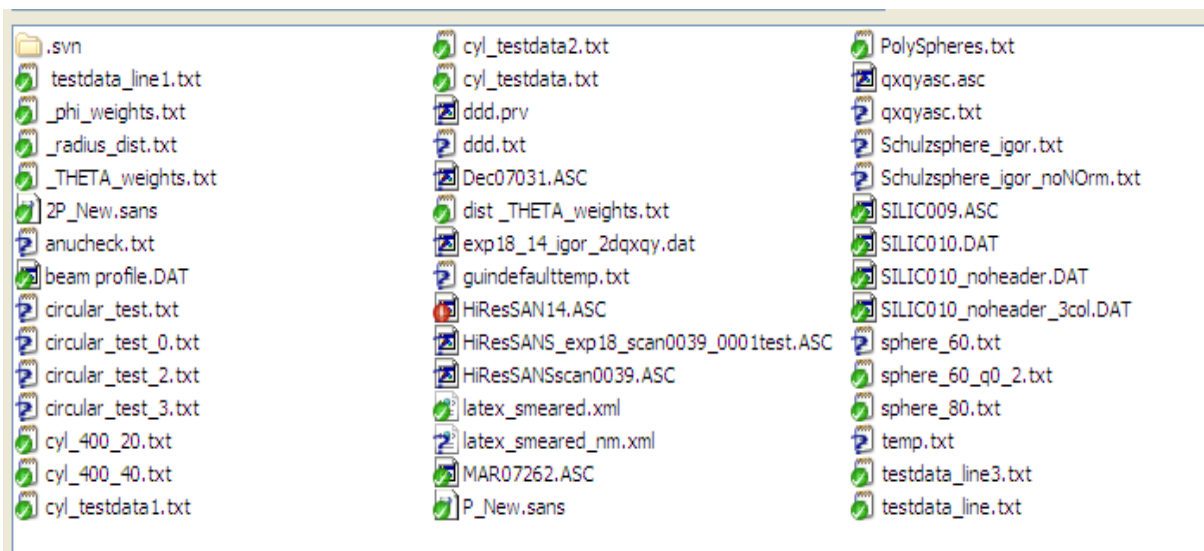 .svn
testdata_line1.txt
_phi_weights.txt
_radius_dist.txt
_THETA_weights.txt
2P_New.sans
anucheck.txt
beam profile.DAT
circular_test.txt
circular_test_0.txt
circular_test_2.txt
circular_test_3.txt
cyl_400_20.txt
cyl_400_40.txt
cyl_testdata1.txt
cyl_testdata2.txt
cyl_testdata.txt
ddd.prv
ddd.txt
Dec07031.ASC
dist _THETA_weights.txt
exp18_14_igor_2dqxqy.dat
guindefaulttemp.txt
HiResSAN14.ASC
HiResSANS_exp18_scan0039_0001test.ASC
HiResSANSscan0039.ASC
latex_smeared.xml
latex_smeared_nm.xml
MAR07262.ASC
P_New.sans
PolySpheres.txt
qxqyasc.asc
qxqyasc.txt
Schulzsphere_igor.txt
Schulzsphere_igor_noNOrm.txt
SILIC009.ASC
SILIC010.DAT
SILIC010_noheader.DAT
SILIC010_noheader_3col.DAT
sphere_60.txt
sphere_60_q0_2.txt
sphere_80.txt
temp.txt
testdata_line3.txt
testdata_line.txt